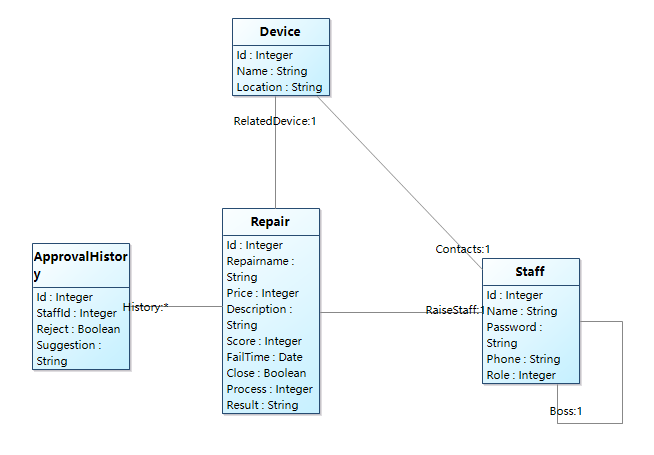 Device
Id : Integer
Name : String
Location : String
RelatedDevice:1
Contacts:1
Repair
Id : Integer
Repairname :
String
Price : Integer
Description :
String
Score : Integer
FailTime : Date
Close : Boolean
Process : Integer
Result : String
ApprovalHistor
y
Id : Integer
StaffId : Integer
Reject : Boolean
Suggestion :
String
History:*
RaiseStaff:1
Staff
Id : Integer
Name : String
Password :
String
Phone : String
Role : Integer
Boss:1